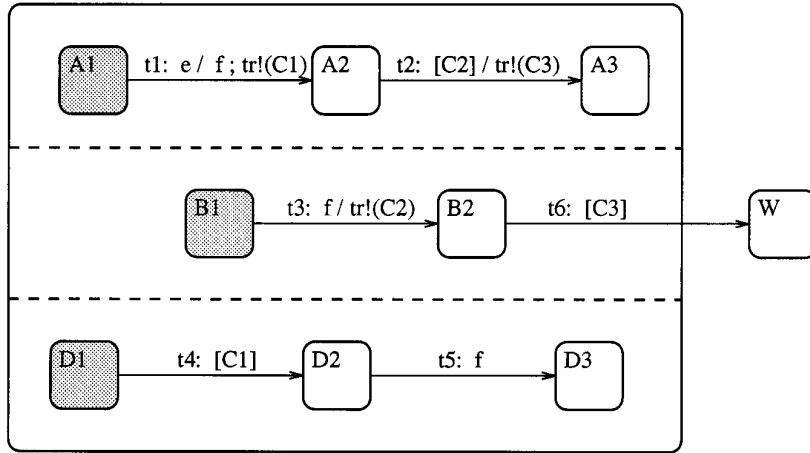 A1 t1: e / f ; tr!(C1) A2 t2: [C2] / tr!(C3) A3
B1 t3: f / tr!(C2) B2 t6: [C3] W
D1 t4: [C1] D2 t5: f D3